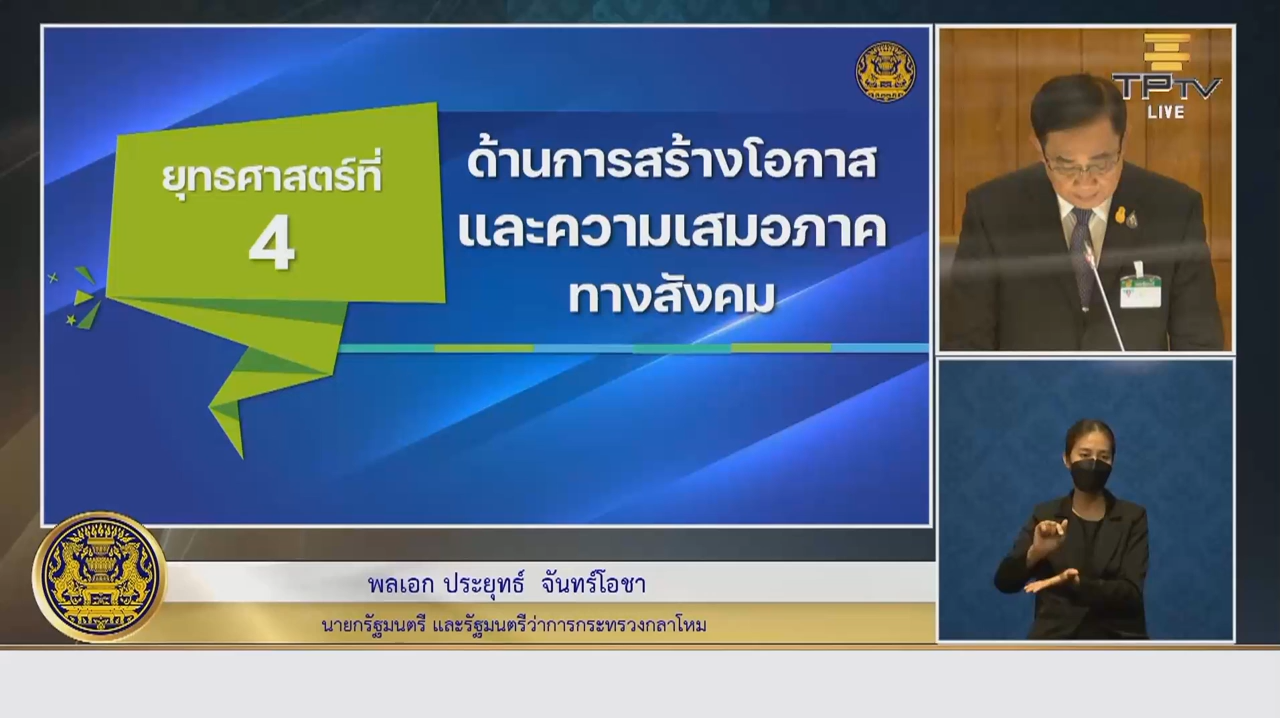 ยุทธศาสตร์ที่
4
ด้านการสร้างโอกาส
และความเสมอภาค
ทางสังคม
TPTV
LIVE
พลเอก ประยุทธ์ จันทร์โอชา
นายกรัฐมนตรี และรัฐมนตรีว่าการกระทรวงกลาโหม